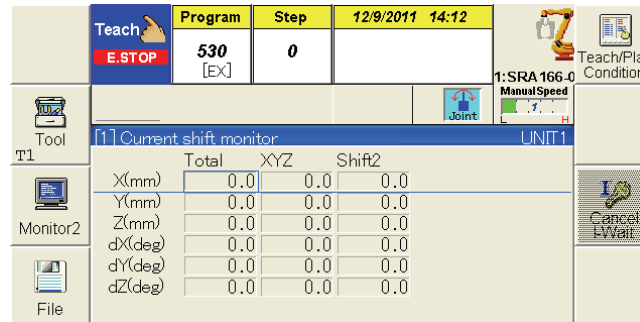 Teach
E.STOP
Program
530
[EX]
Step
0
12/9/2011 14:12
1:SRA166-0
Teach/Pla
Condition
Manual Speed
1
L H
Joint
Tool
T1
[1] Current shift monitor UNIT1
Total XYZ Shift2
X(mm) 0.0 0.0 0.0
Y(mm) 0.0 0.0 0.0
Z(mm) 0.0 0.0 0.0
dX(deg) 0.0 0.0 0.0
dY(deg) 0.0 0.0 0.0
dZ(deg) 0.0 0.0 0.0
Monitor2
File
Cancel
I-Wait